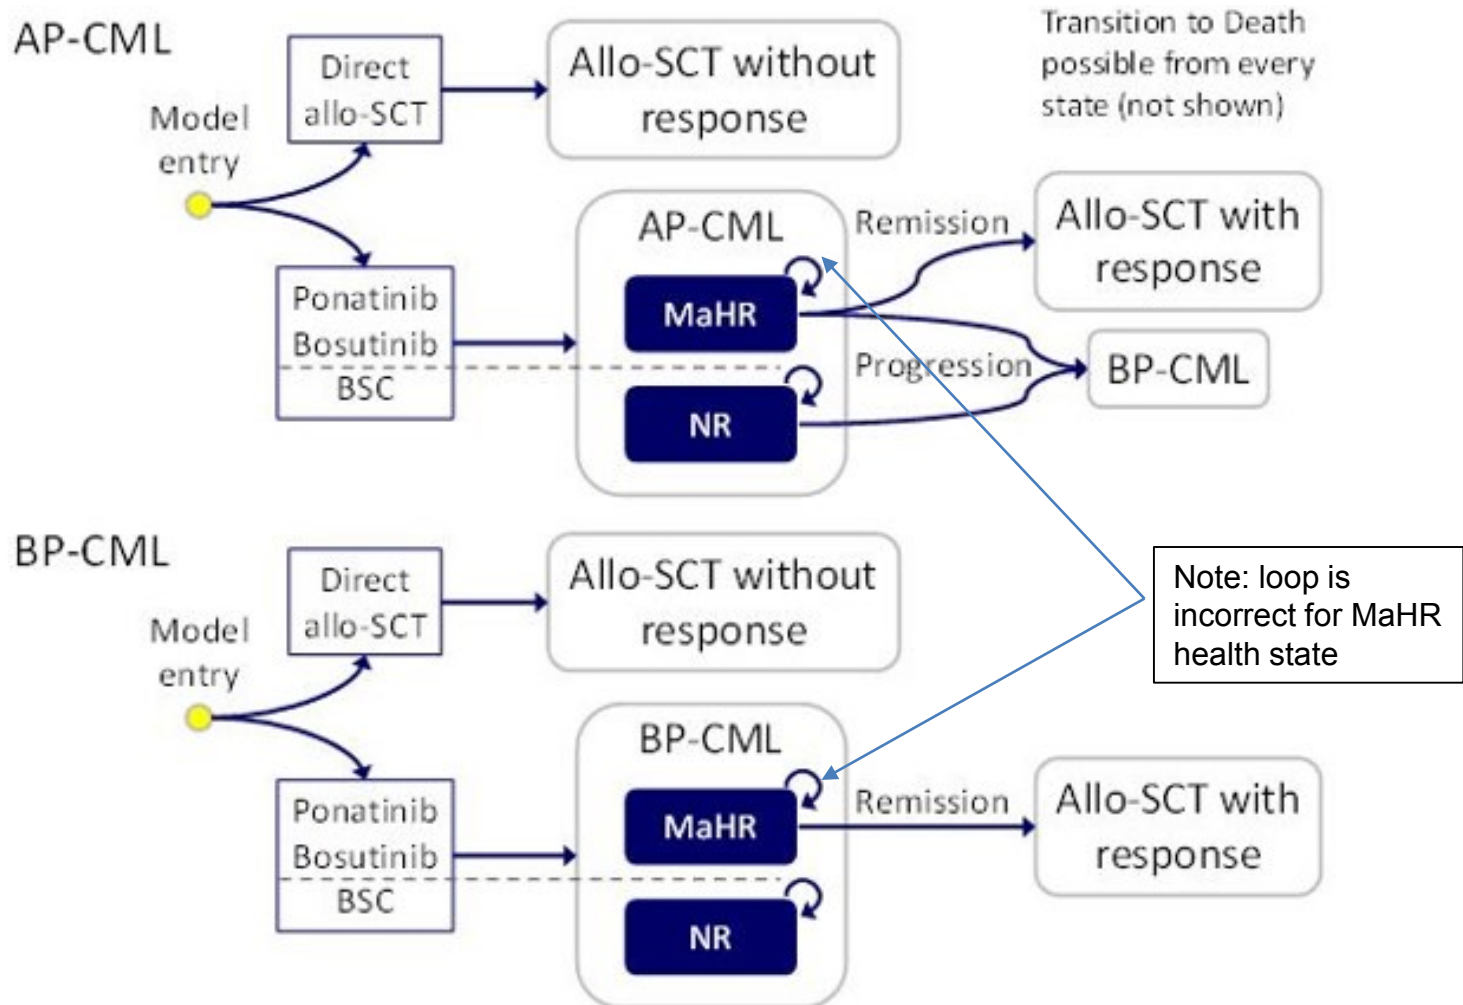 AP-CML
Model
entry
Direct
allo-SCT
Allo-SCT without
response
Transition to Death
possible from every
state (not shown)
Ponatinib
Bosutinib
BSC
AP-CML
MaHR
NR
Remission
Progression
Allo-SCT with
response
BP-CML
BP-CML
Model
entry
Direct
allo-SCT
Allo-SCT without
response
Note: loop is
incorrect for MaHR
health state
Ponatinib
Bosutinib
BSC
BP-CML
MaHR
NR
Remission
Allo-SCT with
response